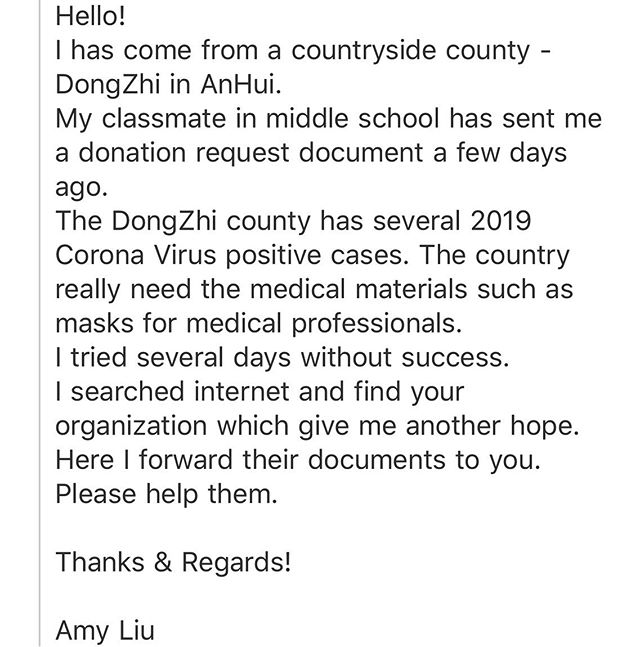 Hello!
I has come from a countryside county -
DongZhi in AnHui.
My classmate in middle school has sent me
a donation request document a few days
ago.
The DongZhi county has several 2019
Corona Virus positive cases. The country
really need the medical materials such as
masks for medical professionals.
I tried several days without success.
I searched internet and find your
organization which give me another hope.
Here I forward their documents to you.
Please help them.
Thanks & Regards!
Amy Liu